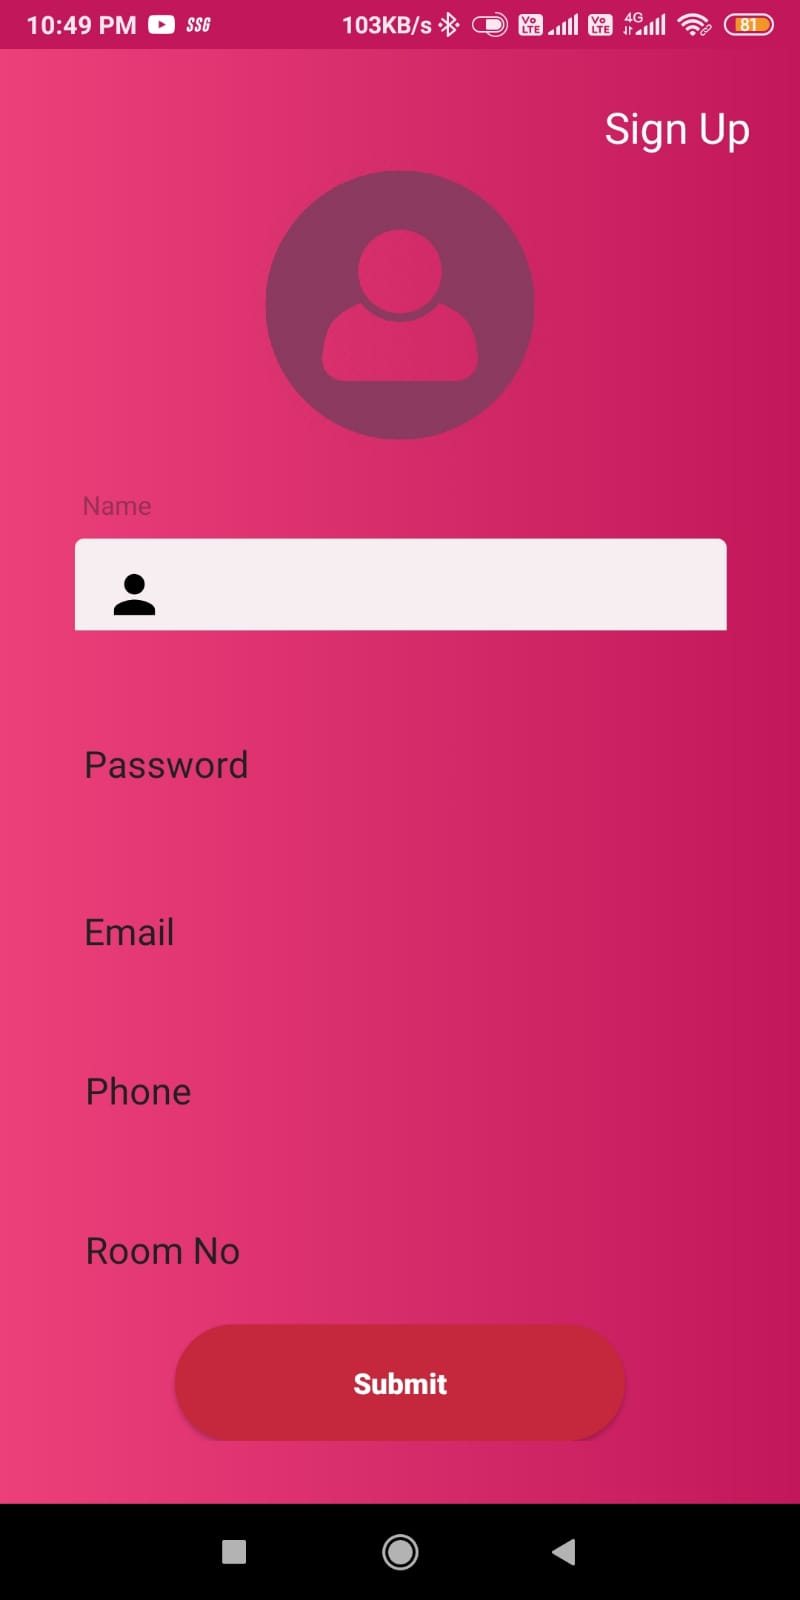 10:49 PM SSG 103KB/s Vo LTE Vo LTE 4G 81
Sign Up
Name
Password
Email
Phone
Room No
Submit